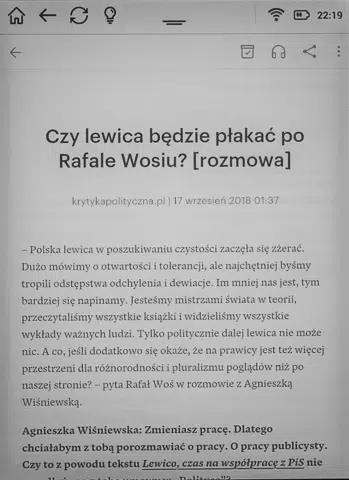 22:19
Czy lewica będzie płakać po
Rafale Wosiu? [rozmowa]
krytykapolityczna.pl | 17 wrzesień 2018 01:37
– Polska lewica w poszukiwaniu czystości zaczęła się zżerać.
Dużo mówimy o otwartości i tolerancji, ale najchętniej byśmy
tropili odstępstwa odchylenia i dewiacje. Im mniej nas jest, tym
bardziej się napinamy. Jesteśmy mistrzami świata w teorii,
przeczytaliśmy wszystkie książki i widzieliśmy wszystkie
wykłady ważnych ludzi. Tylko politycznie dalej lewica nie może
nic. A co, jeśli dodatkowo się okaże, że na prawicy jest też więcej
przestrzeni dla różnorodności i pluralizmu poglądów niż po
naszej stronie? – pyta Rafał Woś w rozmowie z Agnieszką
Wiśniewską.
Agnieszka Wiśniewska: Zmieniasz pracę. Dlatego
chciałabym z tobą porozmawiać o pracy. O pracy publicysty.
Czy to z powodu tekstu Lewico, czas na współpracę z PiS nie